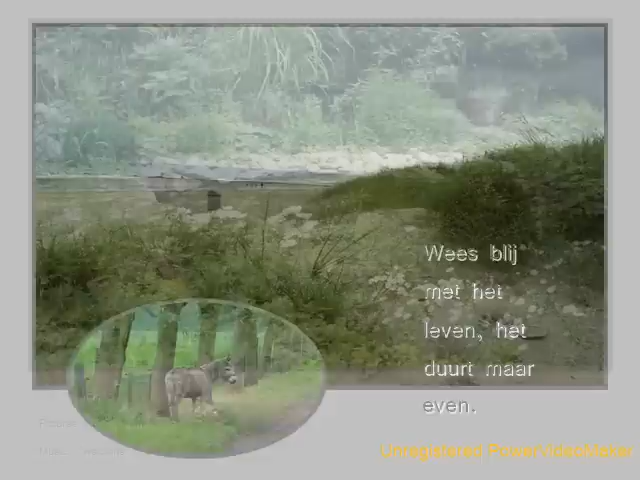 Wees blij
met het
leven, het
duurt maar
even.
Unregistered PowerVideoMaker